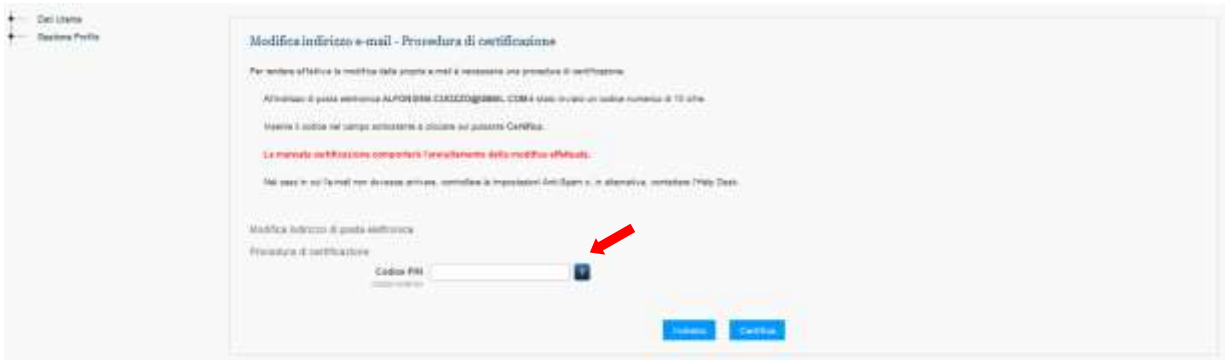 Dati Utente
Gestione Profilo
Modifica indirizzo e-mail - Procedura di certificazione
Per rendere effettiva la modifica della propria e-mail è necessaria una procedura di certificazione.
All'indirizzo di posta elettronica ALFONSINA.CUOZZO@GMAIL.COM è stato inviato un codice numerico di 10 cifre.
Inserire il codice nel campo sottostante e cliccare sul pulsante Certifica.
La mancata certificazione comporterà l'annullamento della modifica effettuata.
Nel caso in cui l'e-mail non dovesse arrivare, controllare le impostazioni Anti-Spam o, in alternativa, contattare l'Help Desk.
Modifica indirizzo di posta elettronica
Procedura di certificazione
Codice PIN
?
Indietro Certifica